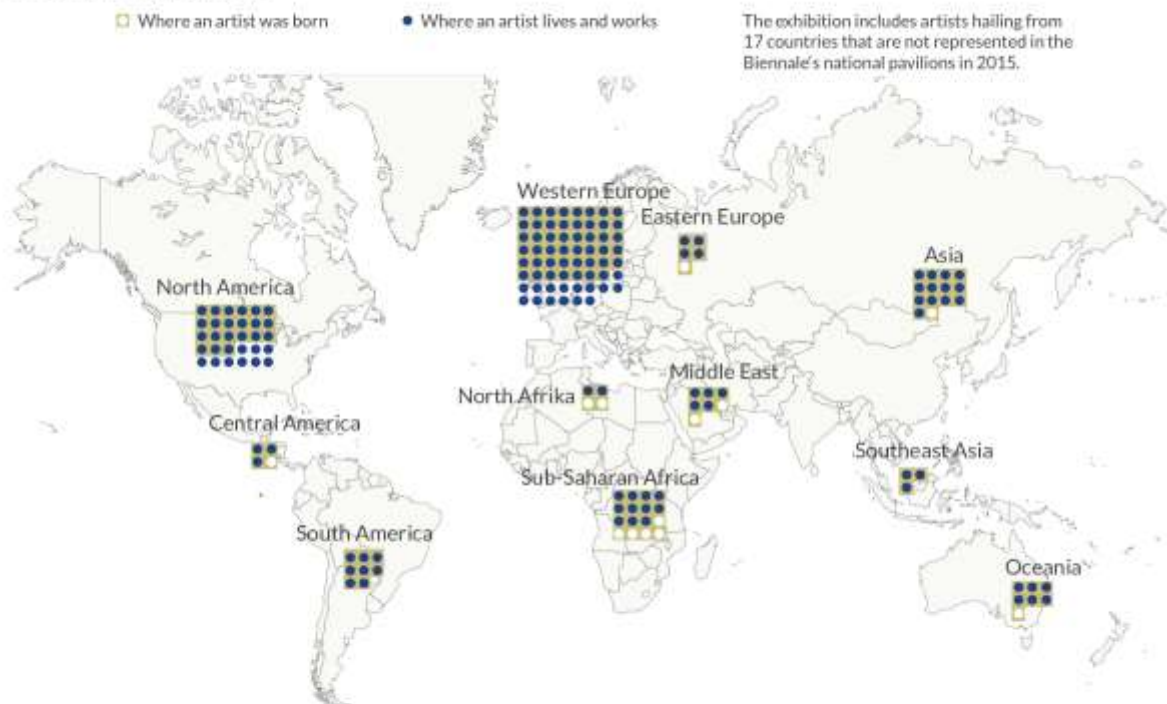 Where an artist was born
Where an artist lives and works
The exhibition includes artists hailing from
17 countries that are not represented in the
Biennale's national pavilions in 2015.
Western Europe
Eastern Europe
Asia
North America
Middle East
North Afrika
Central America
Southeast Asia
Sub-Saharan Africa
South America
Oceania